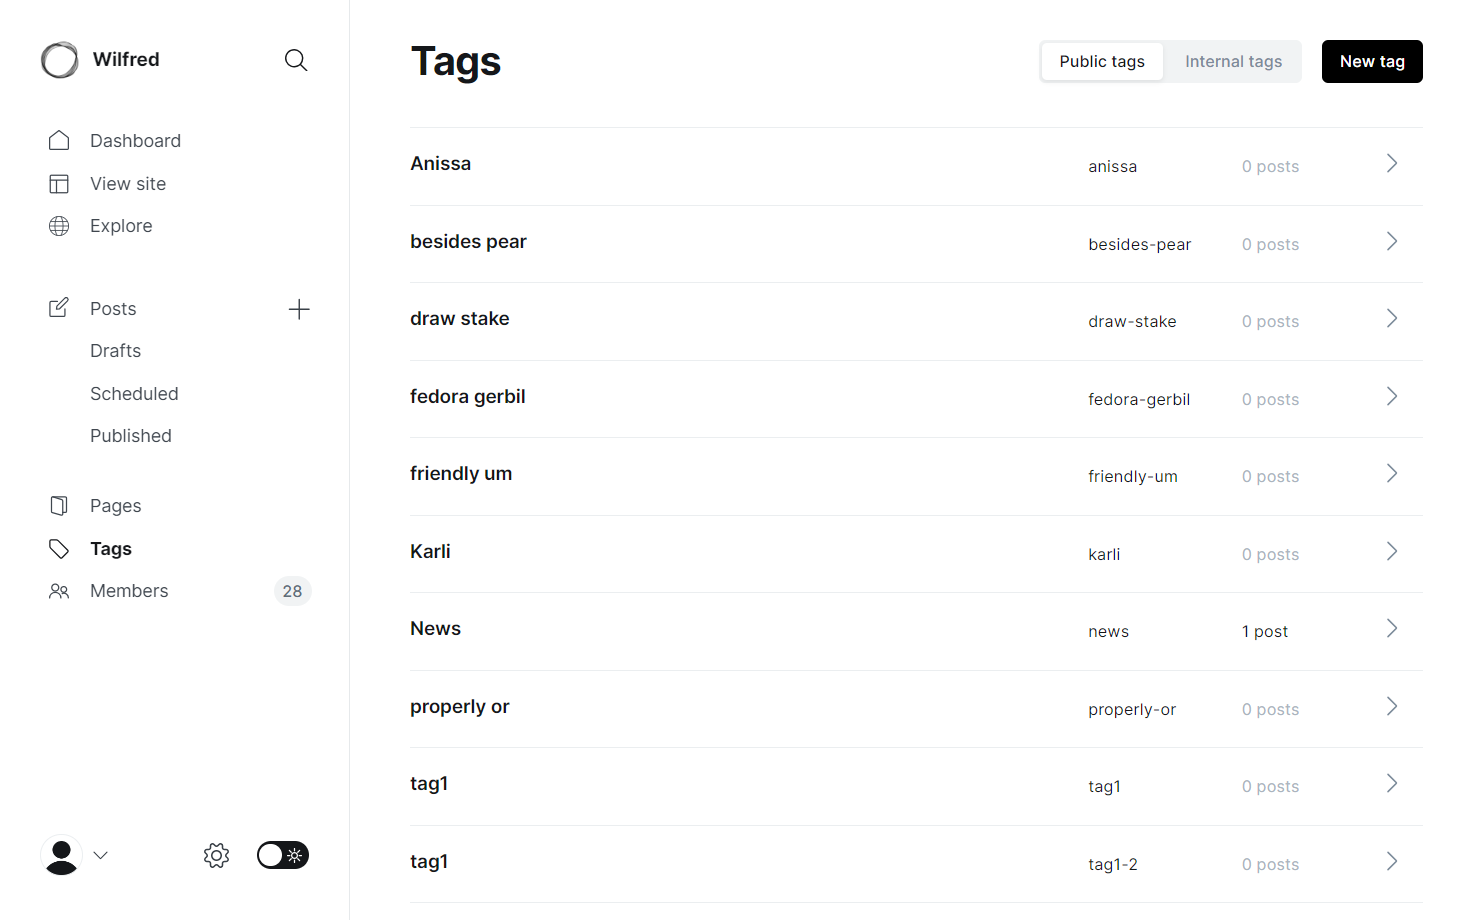 Wilfred
Dashboard
View site
Explore
Posts
Drafts
Scheduled
Published
Pages
Tags
Members 28
Tags
Public tags Internal tags New tag
Anissa anissa 0 posts
besides pear besides-pear 0 posts
draw stake draw-stake 0 posts
fedora gerbil fedora-gerbil 0 posts
friendly um friendly-um 0 posts
Karli karli 0 posts
News news 1 post
properly or properly-or 0 posts
tag1 tag1 0 posts
tag1 tag1-2 0 posts